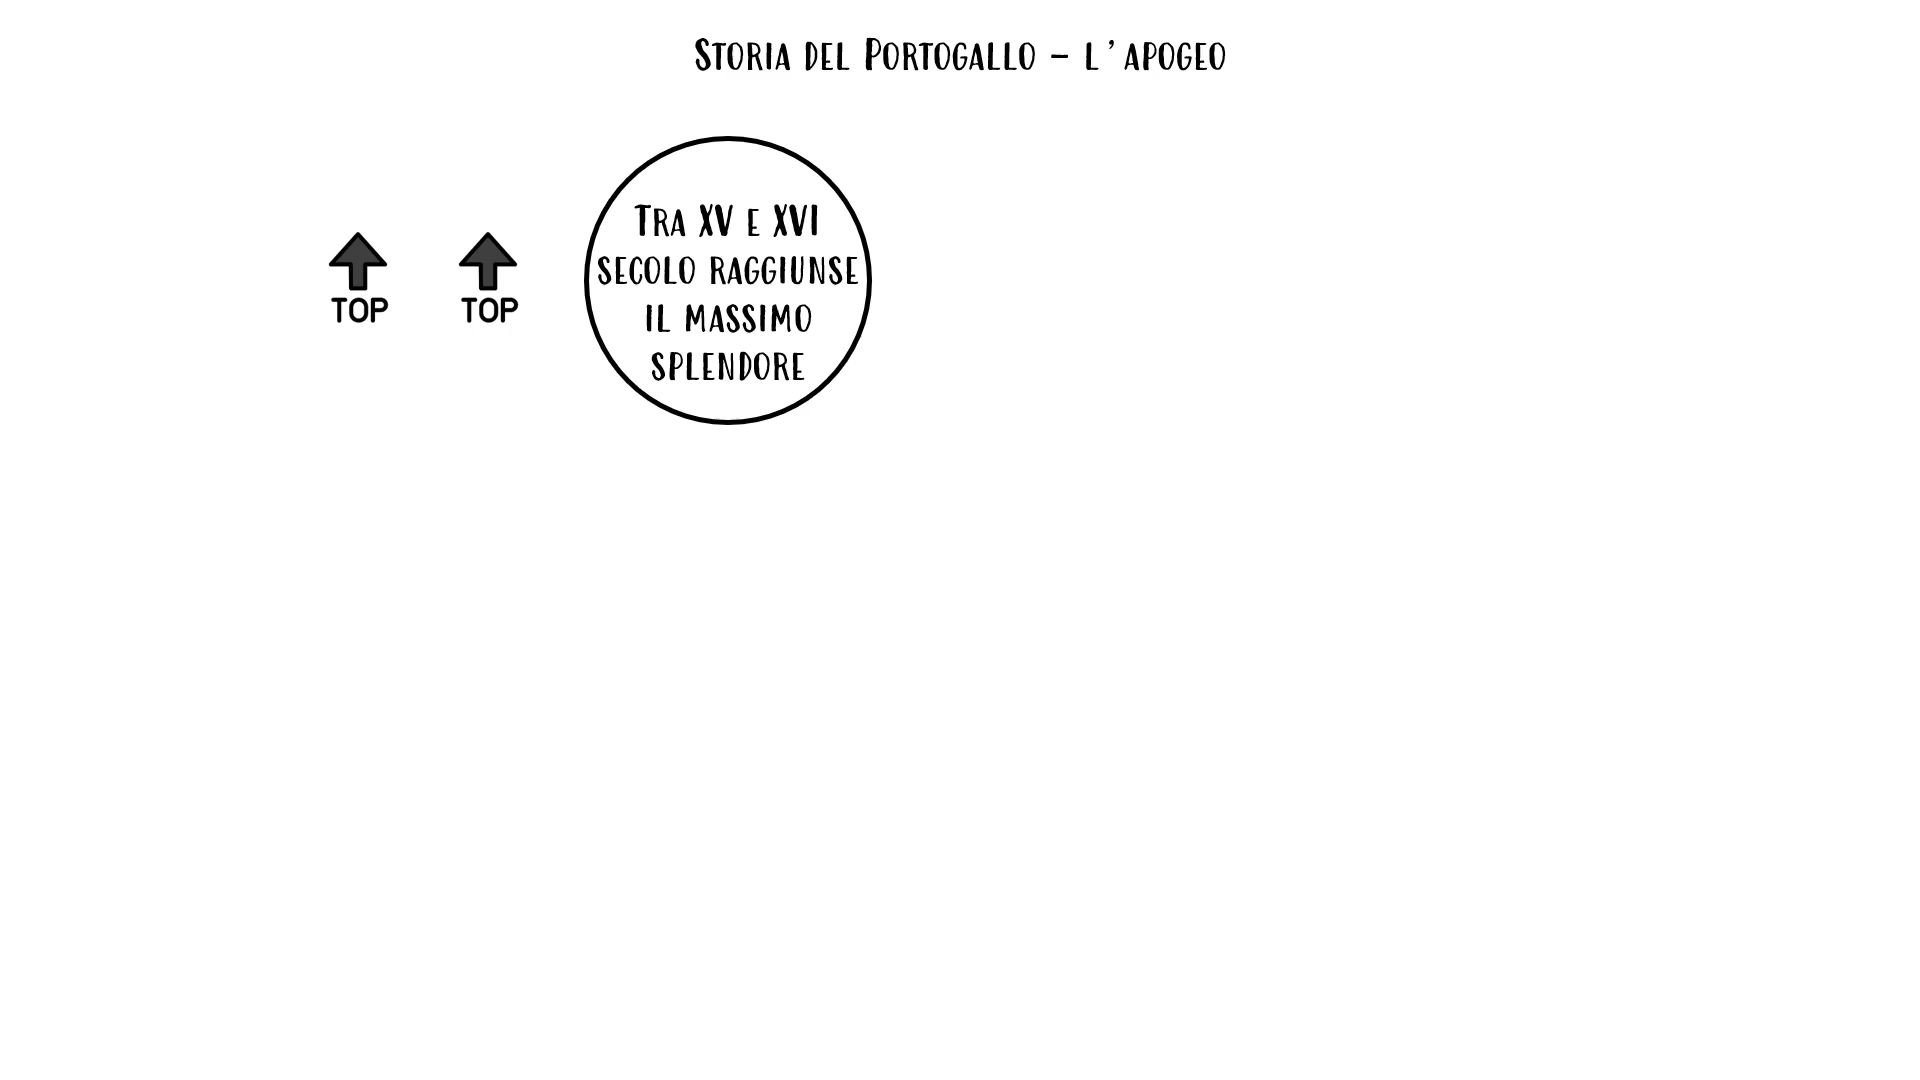 Storia del Portogallo - l'apogeo
Tra XV e XVI
secolo raggiunse
il massimo
splendore
TOP
TOP